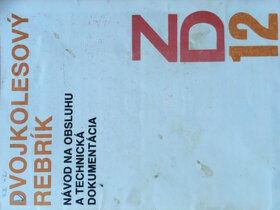 DVOJKOLESOVÝ
REBRÍK
NÁVOD NA OBSLUHU
A TECHNICKÁ
DOKUMENTÁCIA
ZD
12